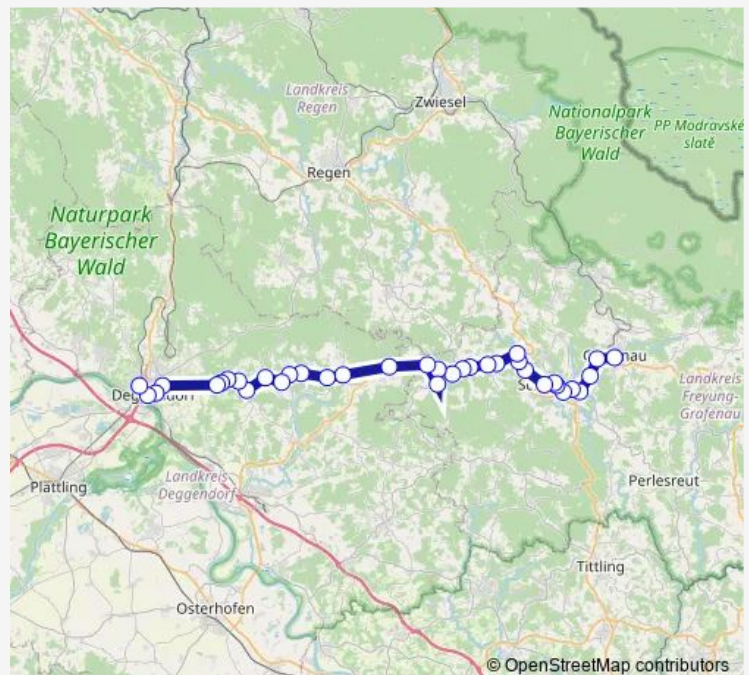 Landkreis
Regen
Zwiesel
Nationalpark
Bayerischer
Wald
PP Modravské
slatě
Regen
Naturpark
Bayerischer
Wald
Landkreis
Freyung-
Grafenau
Plattling
Landkreis
Deggendorf
Perlesreut
Tittling
Osterhofen
© OpenStreetMap contributors